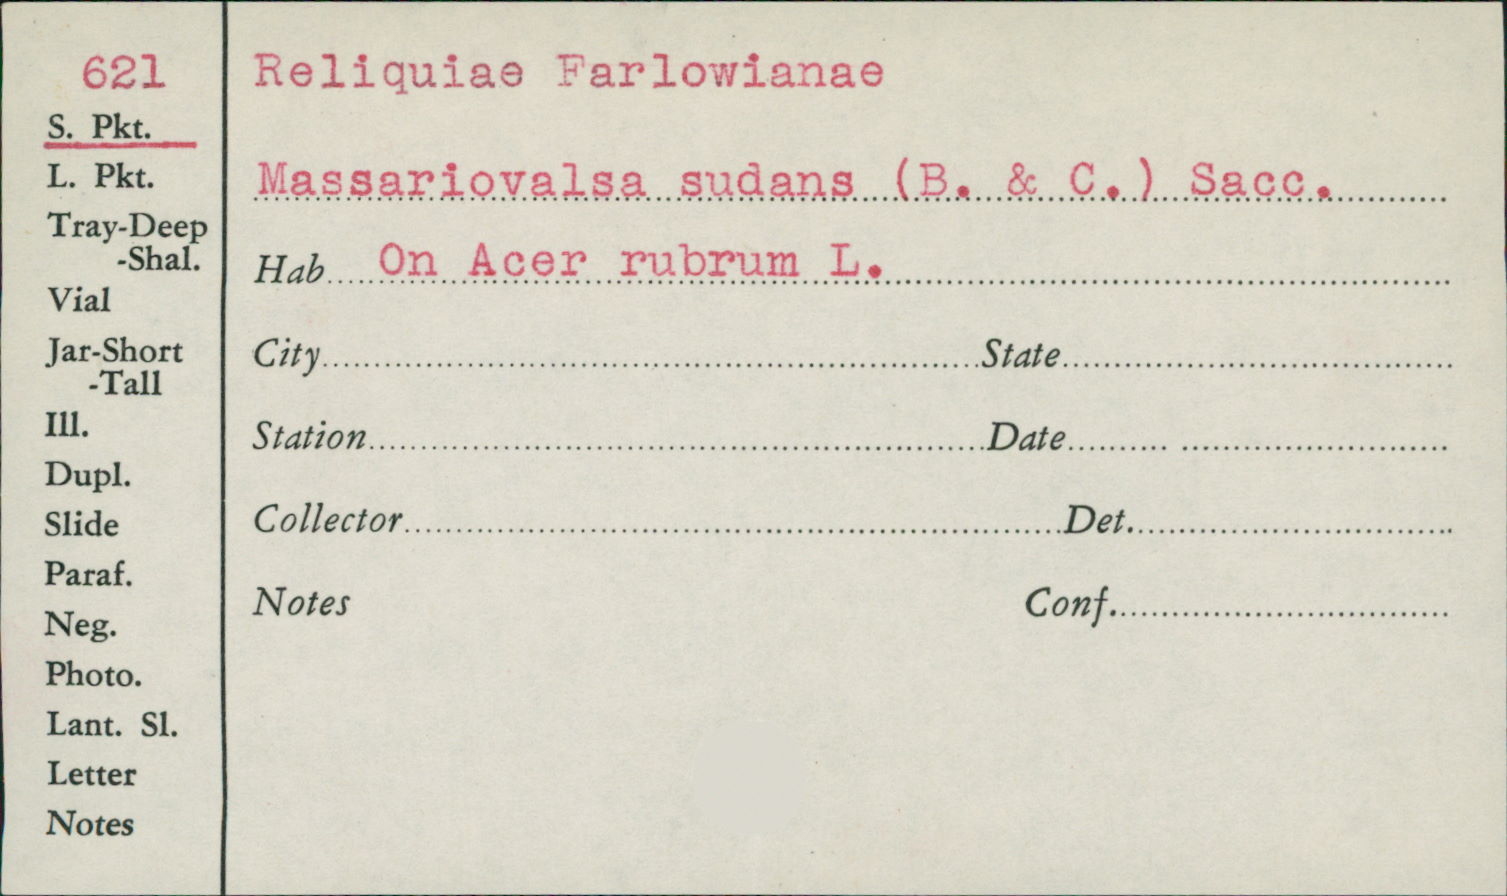 621
S. Pkt.
L. Pkt.
Tray-Deep
-Shal.
Vial
Jar-Short
-Tall
Ill.
Dupl.
Slide
Paraf.
Neg.
Photo.
Lant. Sl.
Letter
Notes
Reliquiae Farlowianae
Massariovalsa sudans (B. & C.) Sacc.
Hab On Acer rubrum L.
City State
Station Date
Collector Det.
Notes Conf.